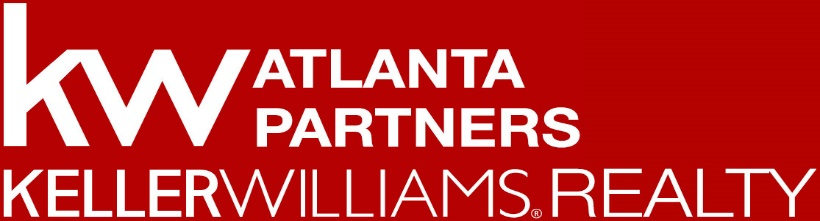 kw ATLANTA
PARTNERS
KELLERWILLIAMS® REALTY